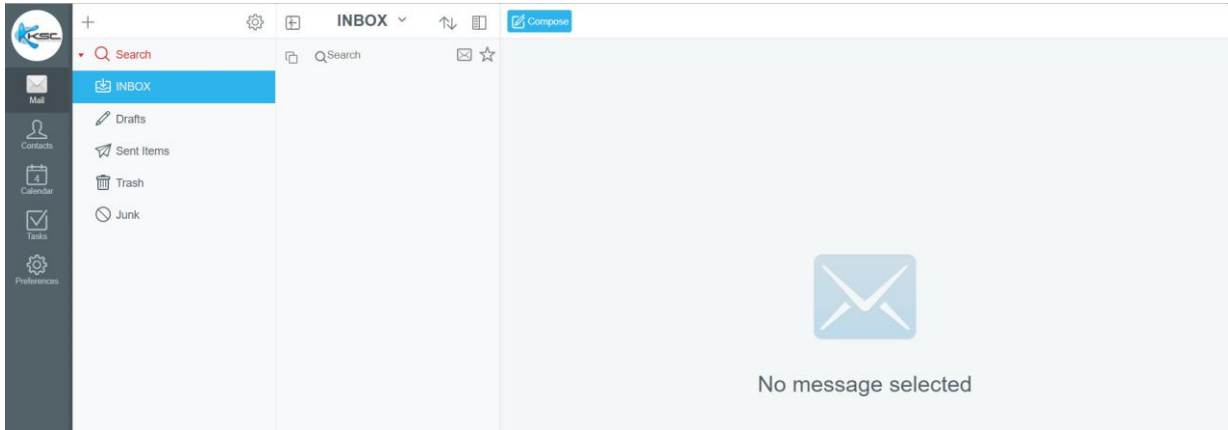 KSC
INBOX
Compose
Search
Search
Mail
INBOX
Drafts
Contacts
Sent Items
4
Calendar
Trash
Junk
Tasks
Preferences
No message selected